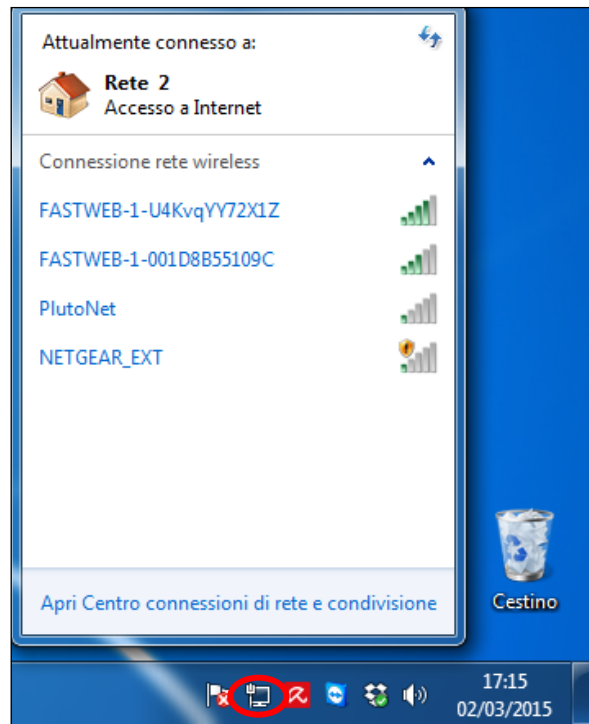 Attualmente connesso a:
Rete 2
Accesso a Internet
Connessione rete wireless
FASTWEB-1-U4KvqYY72X1Z
FASTWEB-1-001D8B55109C
PlutoNet
NETGEAR_EXT
Apri Centro connessioni di rete e condivisione
Cestino
17:15
02/03/2015